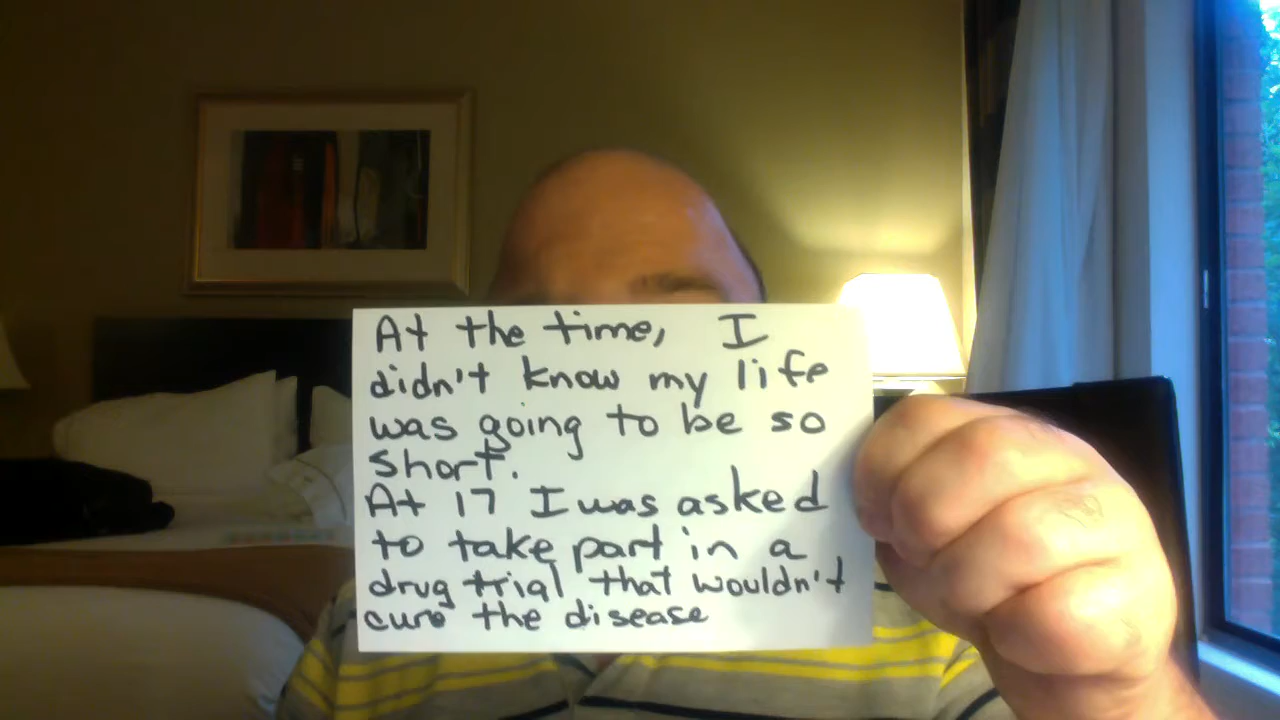 At the time, I
didn't know my life
was going to be so
short.
At 17 I was asked
to take part in a
drug trial that wouldn't
cure the disease